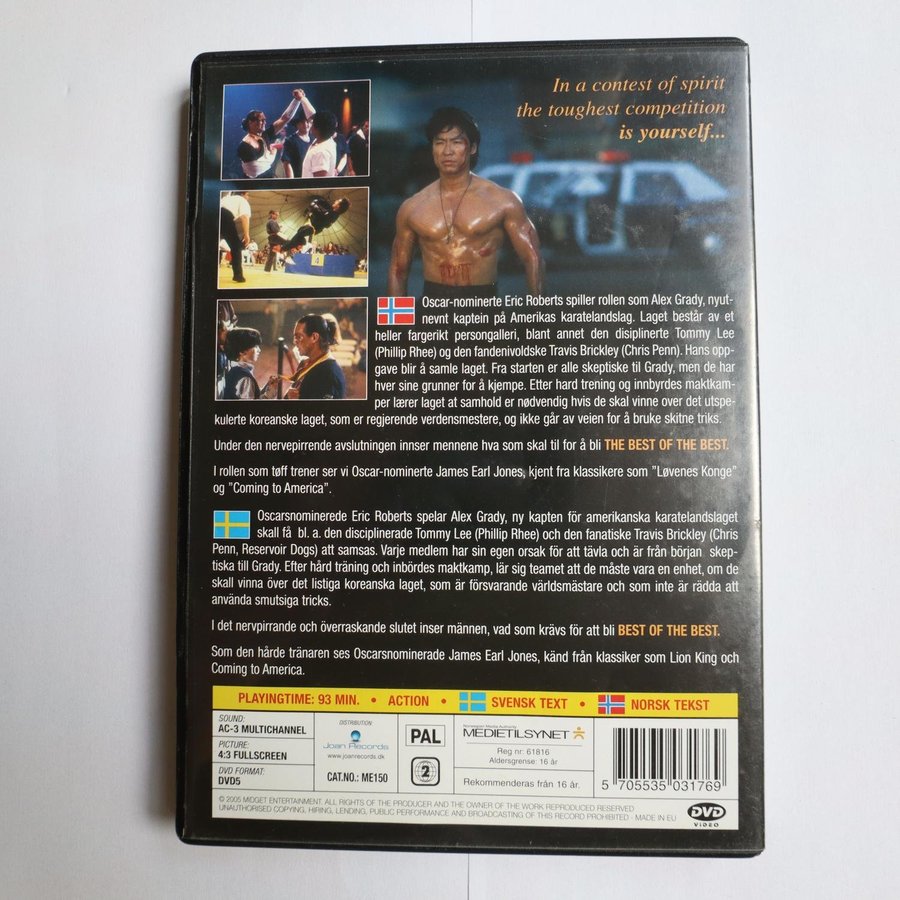 In a contest of spirit
the toughest competition
is yourself...
Oscar-nominerte Eric Roberts spiller rollen som Alex Grady, nyut-
nevnt kaptein på Amerikas karatelandslag. Laget består av et
heller fargerikt persongalleri, blant annet den disiplinerte Tommy Lee
(Phillip Rhee) og den fandenivoldske Travis Brickley (Chris Penn). Hans opp-
gave blir å samle laget. Fra starten er alle skeptiske til Grady, men de har
hver sine grunner for å kjempe. Etter hard trening og innbyrdes maktkam-
per lærer laget at samhold er nødvendig hvis de skal vinne over det utspe-
kulerte koreanske laget, som er regjerende verdensmestere, og ikke går av veien for å bruke skitne triks.
Under den nervepirrende avslutningen innser mennene hva som skal til for å bli THE BEST OF THE BEST.
I rollen som tøff trener ser vi Oscar-nominerte James Earl Jones, kjent fra klassikere som "Løvenes Konge"
og "Coming to America".
Oscarsnominerede Eric Roberts spelar Alex Grady, ny kapten för amerikanska karatelandslaget
skall få bl. a. den disciplinerade Tommy Lee (Phillip Rhee) och den fanatiske Travis Brickley (Chris
Penn, Reservoir Dogs) att samsas. Varje medlem har sin egen orsak för att tävla och är från början skep-
tiska till Grady. Efter hård träning och inbördes maktkamp, lär sig teamet att de måste vara en enhet, om de
skall vinna över det listiga koreanska laget, som är försvarande världsmästare och som inte är rädda att
använda smutsiga tricks.
I det nervpirrande och överraskande slutet inser männen, vad som krävs för att bli BEST OF THE BEST.
Som den hårde tränaren ses Oscarsnominerade James Earl Jones, känd från klassiker som Lion King och
Coming to America.
PLAYINGTIME: 93 MIN. • ACTION • SVENSK TEXT • NORSK TEKST
SOUND:
AC-3 MULTICHANNEL
PICTURE:
4:3 FULLSCREEN
DVD FORMAT:
DVD5
DISTRIBUTION
Joan Records
www.joanrecords.dk
CAT.NO.: ME150
PAL
2
Norwegian Media Authority
MEDIETILSYNET
Reg nr: 61816
Aldersgrense: 16 år
Rekommenderas från 16 år.
5 705535 031769
DVD
VIDEO
© 2005 MIDGET ENTERTAINMENT. ALL RIGHTS OF THE PRODUCER AND THE OWNER OF THE WORK REPRODUCED RESERVED
UNAUTHORISED COPYING, HIRING, LENDING, PUBLIC PERFORMANCE AND BROADCASTING OF THIS RECORD PROHIBITED - MADE IN EU